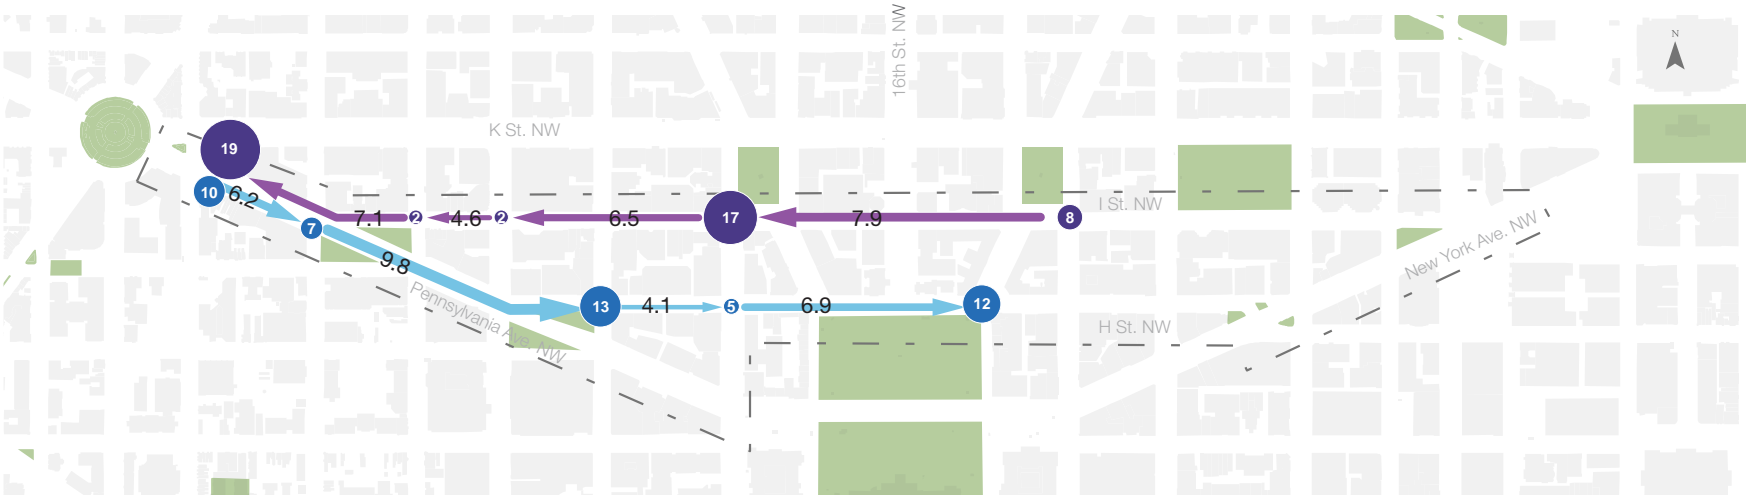 16th St. NW
N
K St. NW
19
10
6.2
7.1
2
4.6
2
6.5
17
7.9
8
I St. NW
7
9.8
New York Ave. NW
Pennsylvania Ave. NW
13
4.1
5
6.9
12
H St. NW